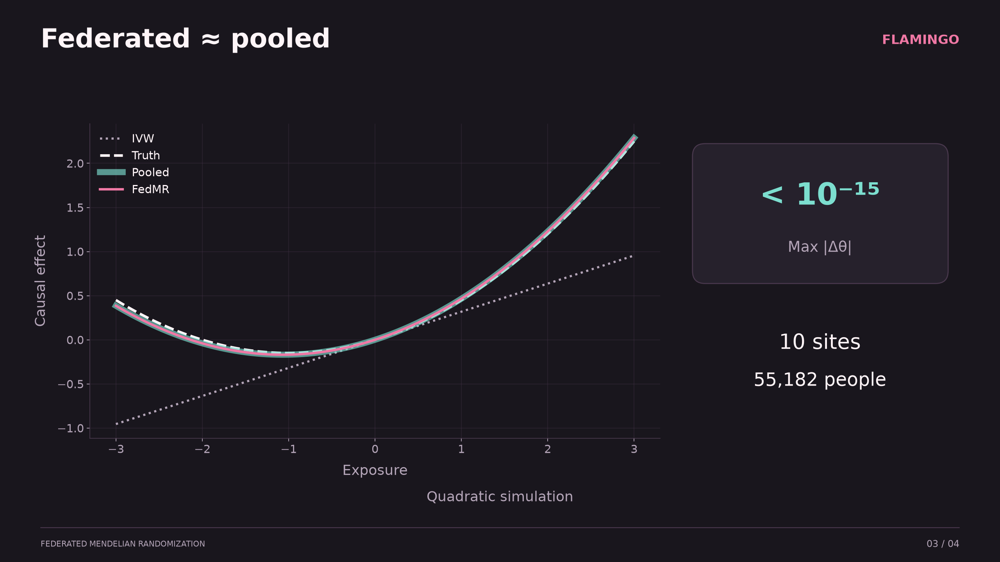 Federated ≈ pooled
FLAMINGO
IVW
Truth
Pooled
FedMR
Causal effect
2.0
1.5
1.0
0.5
0.0
−0.5
−1.0
−3 −2 −1 0 1 2 3
Exposure
Quadratic simulation
< 10⁻¹⁵
Max |Δθ|
10 sites
55,182 people
FEDERATED MENDELIAN RANDOMIZATION
03 / 04